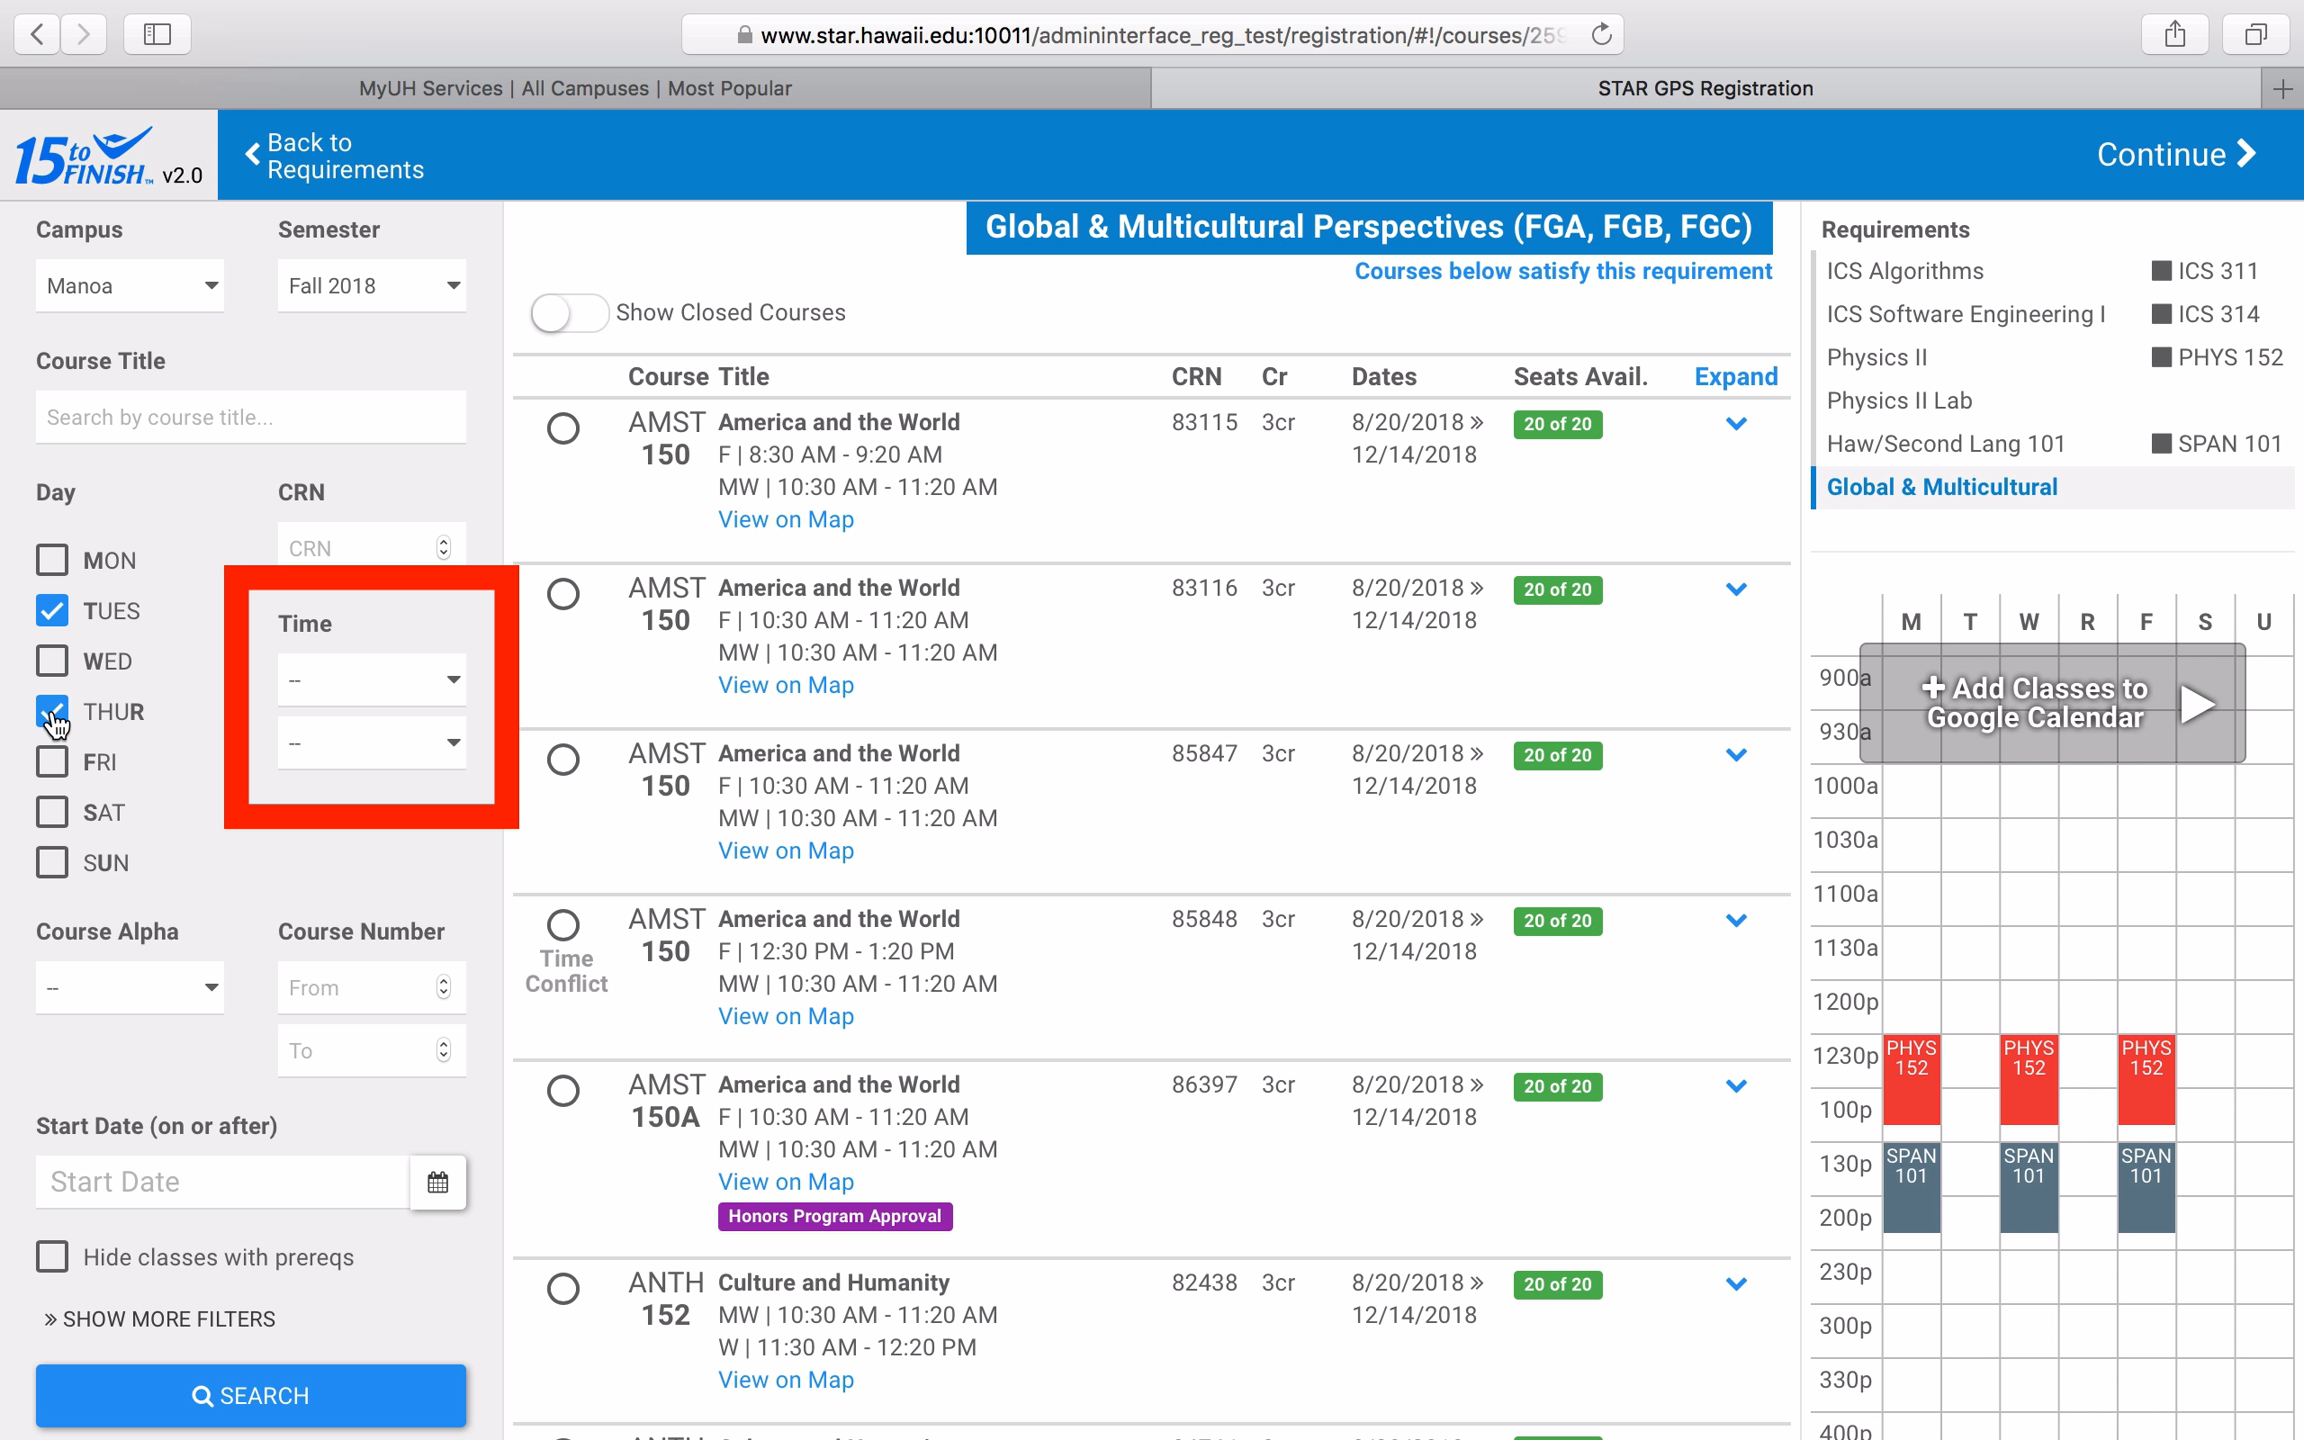 www.star.hawaii.edu:10011/admininterface_reg_test/registration/#!/courses/259
MyUH Services | All Campuses | Most Popular
STAR GPS Registration
15 to FINISH™ v2.0
Back to
Requirements
Continue
Campus
Semester
Manoa
Fall 2018
Course Title
Search by course title...
Day
CRN
CRN
MON
TUES
WED
THUR
FRI
SAT
SUN
Time
--
--
Course Alpha
Course Number
--
From
To
Start Date (on or after)
Start Date
Hide classes with prereqs
» SHOW MORE FILTERS
SEARCH
Global & Multicultural Perspectives (FGA, FGB, FGC)
Courses below satisfy this requirement
Show Closed Courses
Course Title CRN Cr Dates Seats Avail. Expand
AMST America and the World 83115 3cr 8/20/2018 » 20 of 20
150 F | 8:30 AM - 9:20 AM 12/14/2018
MW | 10:30 AM - 11:20 AM
View on Map
AMST America and the World 83116 3cr 8/20/2018 » 20 of 20
150 F | 10:30 AM - 11:20 AM 12/14/2018
MW | 10:30 AM - 11:20 AM
View on Map
AMST America and the World 85847 3cr 8/20/2018 » 20 of 20
150 F | 10:30 AM - 11:20 AM 12/14/2018
MW | 10:30 AM - 11:20 AM
View on Map
AMST America and the World 85848 3cr 8/20/2018 » 20 of 20
150 F | 12:30 PM - 1:20 PM 12/14/2018
Time
Conflict
MW | 10:30 AM - 11:20 AM
View on Map
AMST America and the World 86397 3cr 8/20/2018 » 20 of 20
150A F | 10:30 AM - 11:20 AM 12/14/2018
MW | 10:30 AM - 11:20 AM
View on Map
Honors Program Approval
ANTH Culture and Humanity 82438 3cr 8/20/2018 » 20 of 20
152 MW | 10:30 AM - 11:20 AM 12/14/2018
W | 11:30 AM - 12:20 PM
View on Map
Requirements
ICS Algorithms ICS 311
ICS Software Engineering I ICS 314
Physics II PHYS 152
Physics II Lab
Haw/Second Lang 101 SPAN 101
Global & Multicultural
M T W R F S U
900a
930a
+ Add Classes to
Google Calendar
1000a
1030a
1100a
1130a
1200p
1230p PHYS 152 PHYS 152 PHYS 152
100p
130p SPAN 101 SPAN 101 SPAN 101
200p
230p
300p
330p
400p